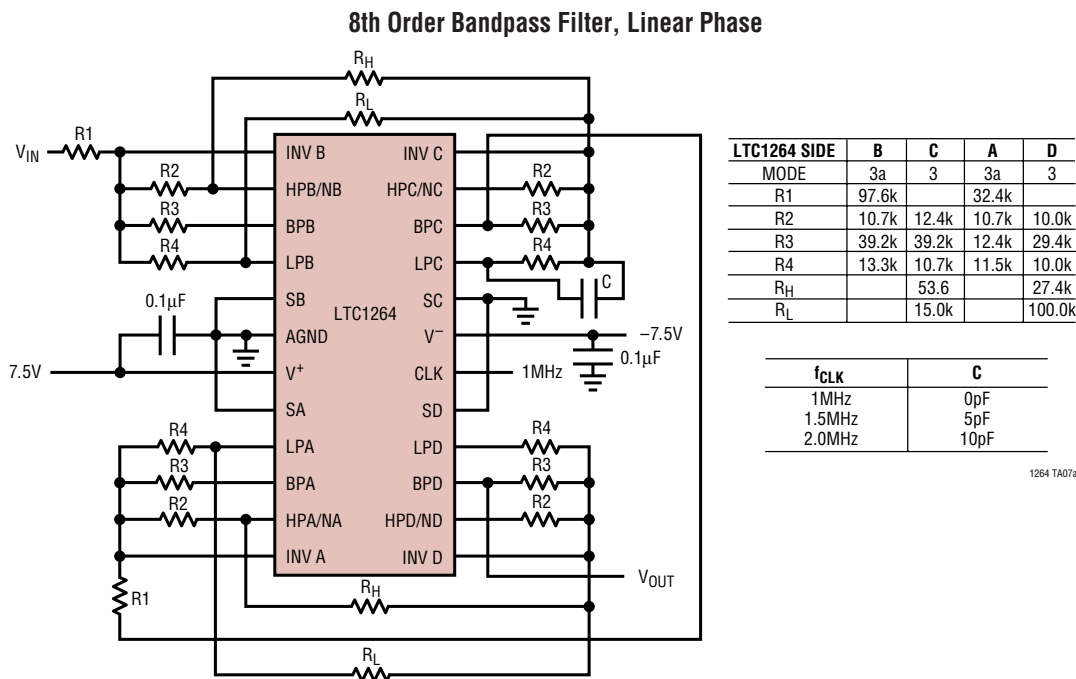 8th Order Bandpass Filter, Linear Phase
RH
RL
R1
VIN
INV B
INV C
R2
HPB/NB
HPC/NC
R2
R3
BPB
BPC
R3
R4
LPB
LPC
R4
C
0.1µF
SB
SC
LTC1264
AGND
V−
−7.5V
0.1µF
7.5V
V+
CLK
1MHz
SA
SD
R4
LPA
LPD
R4
R3
BPA
BPD
R3
R2
HPA/NA
HPD/ND
R2
INV A
INV D
VOUT
R1
RH
RL
LTC1264 SIDE B C A D
MODE 3a 3 3a 3
R1 97.6k 32.4k
R2 10.7k 12.4k 10.7k 10.0k
R3 39.2k 39.2k 12.4k 29.4k
R4 13.3k 10.7k 11.5k 10.0k
RH 53.6 27.4k
RL 15.0k 100.0k
fCLK C
1MHz 0pF
1.5MHz 5pF
2.0MHz 10pF
1264 TA07a